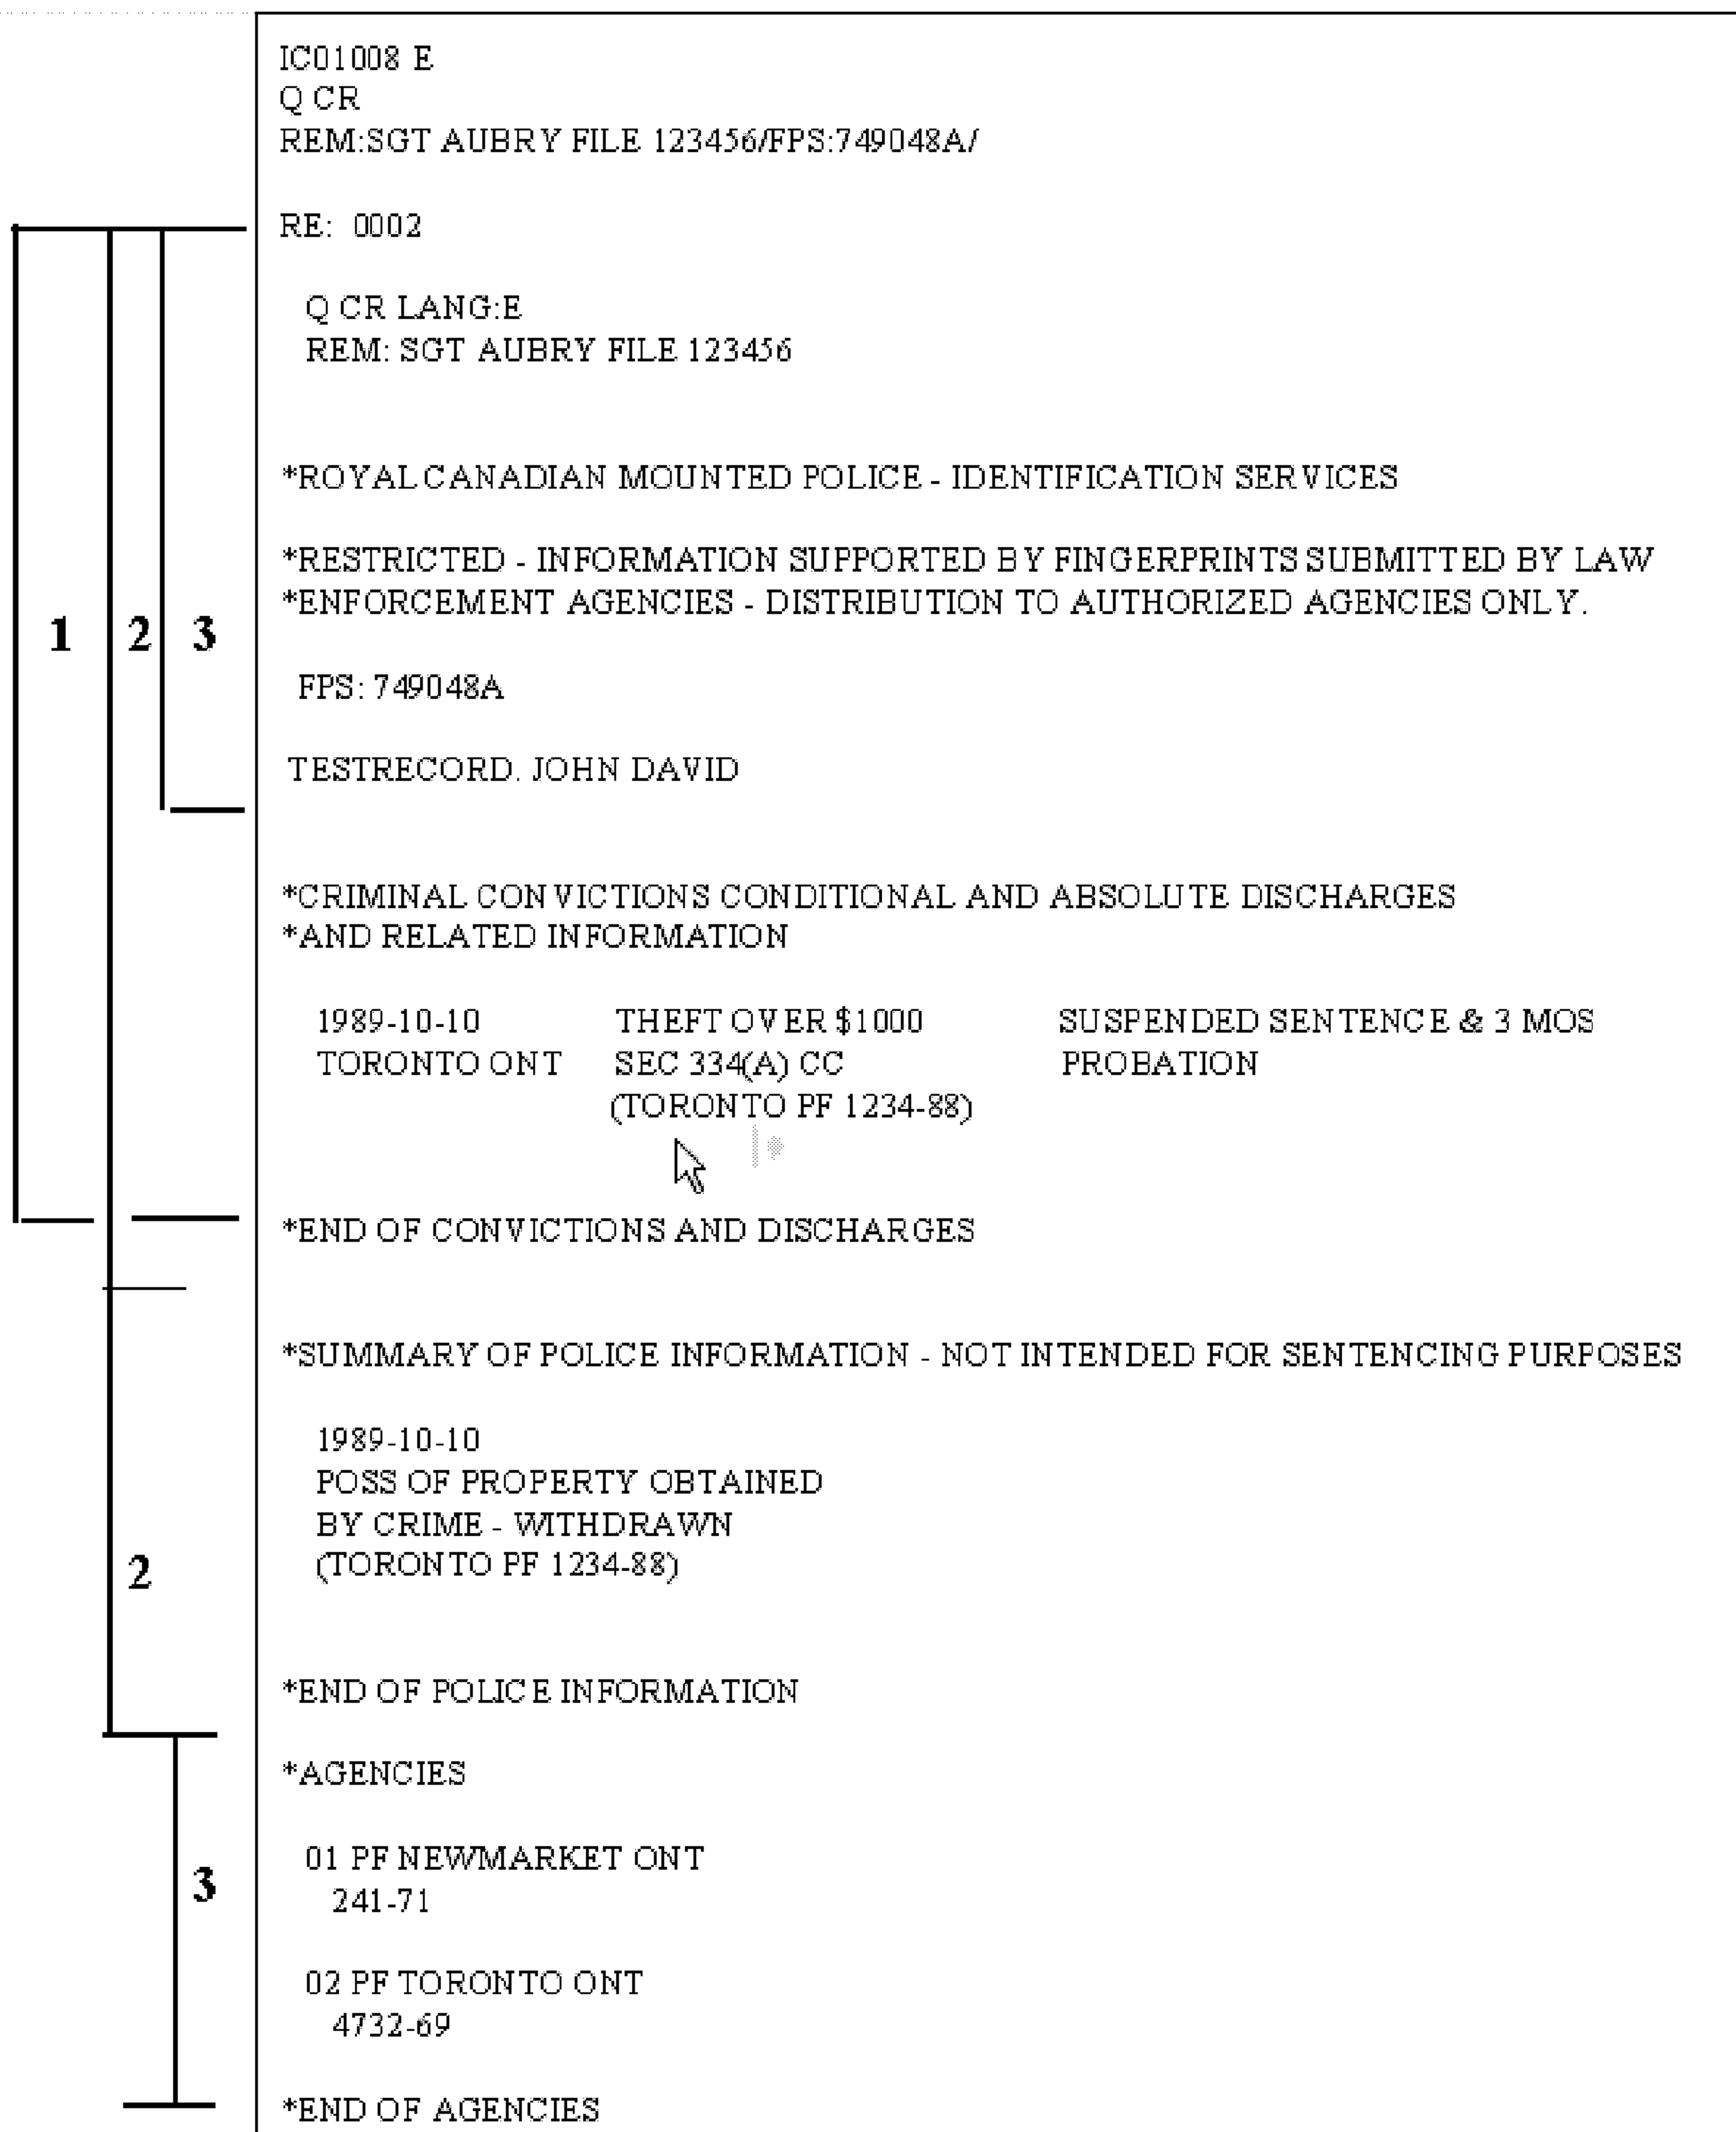 IC01008 E
Q CR
REM:SGT AUBRY FILE 123456/FPS:749048A/
RE: 0002
Q CR LANG:E
REM: SGT AUBRY FILE 123456
*ROYAL CANADIAN MOUNTED POLICE - IDENTIFICATION SERVICES
*RESTRICTED - INFORMATION SUPPORTED BY FINGERPRINTS SUBMITTED BY LAW
*ENFORCEMENT AGENCIES - DISTRIBUTION TO AUTHORIZED AGENCIES ONLY.
1 2 3
FPS: 749048A
TESTRECORD. JOHN DAVID
*CRIMINAL CONVICTIONS CONDITIONAL AND ABSOLUTE DISCHARGES
*AND RELATED INFORMATION
1989-10-10 THEFT OVER $1000 SUSPENDED SENTENCE & 3 MOS
TORONTO ONT SEC 334(A) CC PROBATION
(TORONTO PF 1234-88)
*END OF CONVICTIONS AND DISCHARGES
*SUMMARY OF POLICE INFORMATION - NOT INTENDED FOR SENTENCING PURPOSES
1989-10-10
POSS OF PROPERTY OBTAINED
BY CRIME - WITHDRAWN
2 (TORONTO PF 1234-88)
*END OF POLICE INFORMATION
*AGENCIES
01 PF NEWMARKET ONT
3 241-71
02 PF TORONTO ONT
4732-69
*END OF AGENCIES